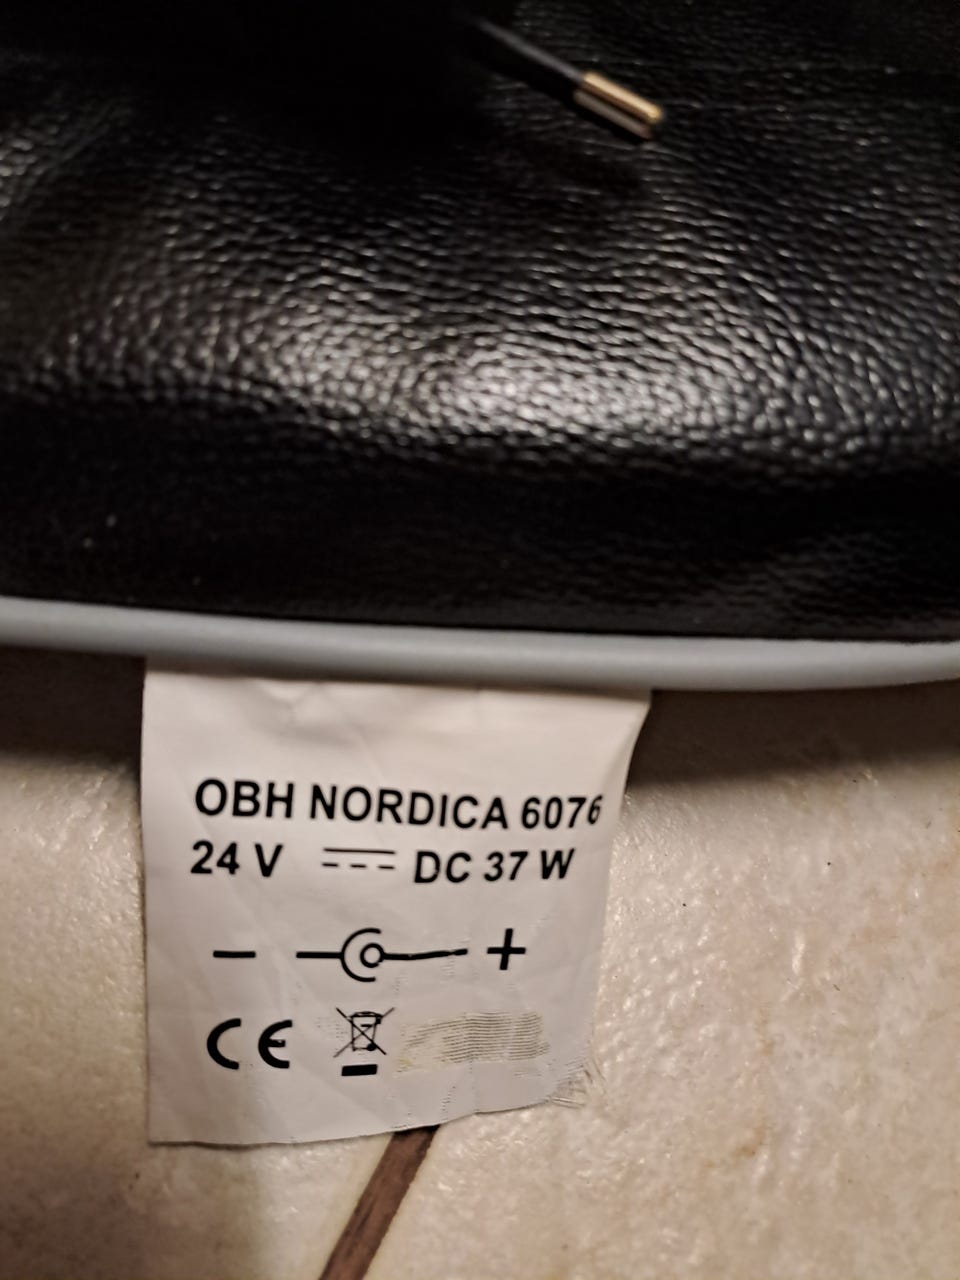 OBH NORDICA 6076
24 V ⎓ DC 37 W
− +
CE